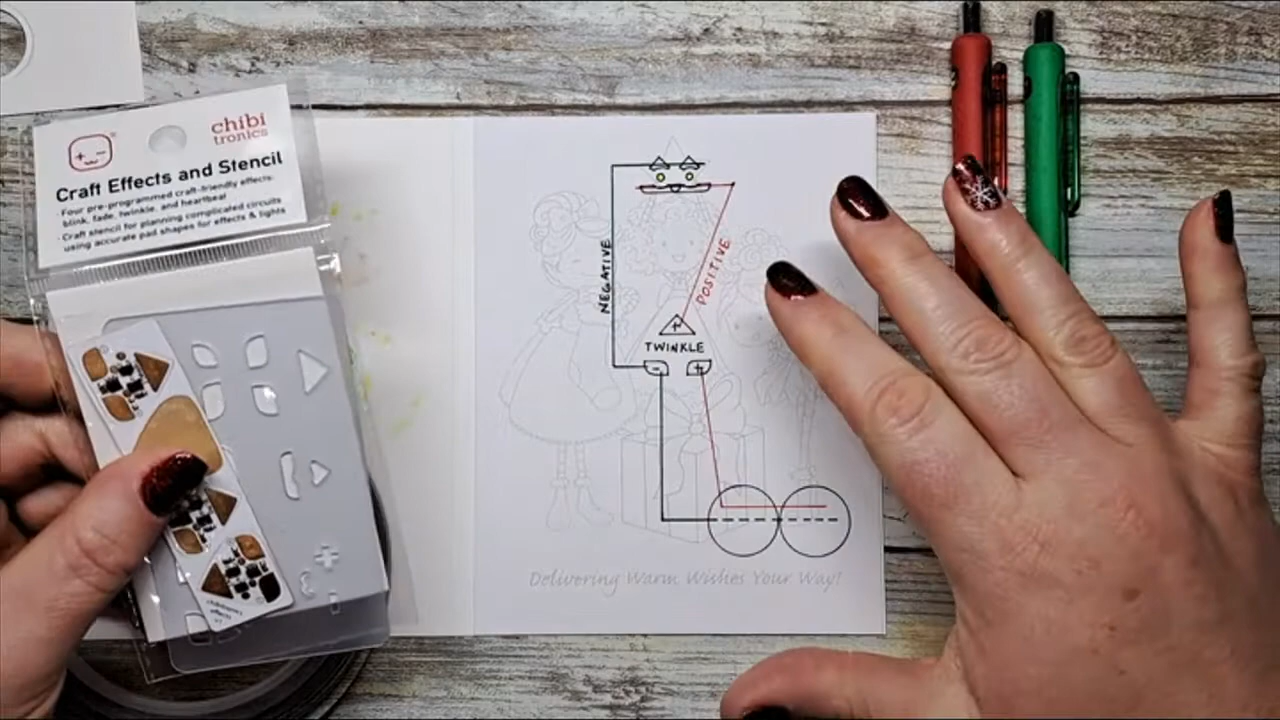 chibi
tronics
Craft Effects and Stencil
· Four pre-programmed craft-friendly effects:
blink, fade, twinkle, and heartbeat
· Craft stencil for planning complicated circuits
using accurate pad shapes for effects & lights
NEGATIVE
POSITIVE
TWINKLE
- +
Delivering Warm Wishes Your Way!